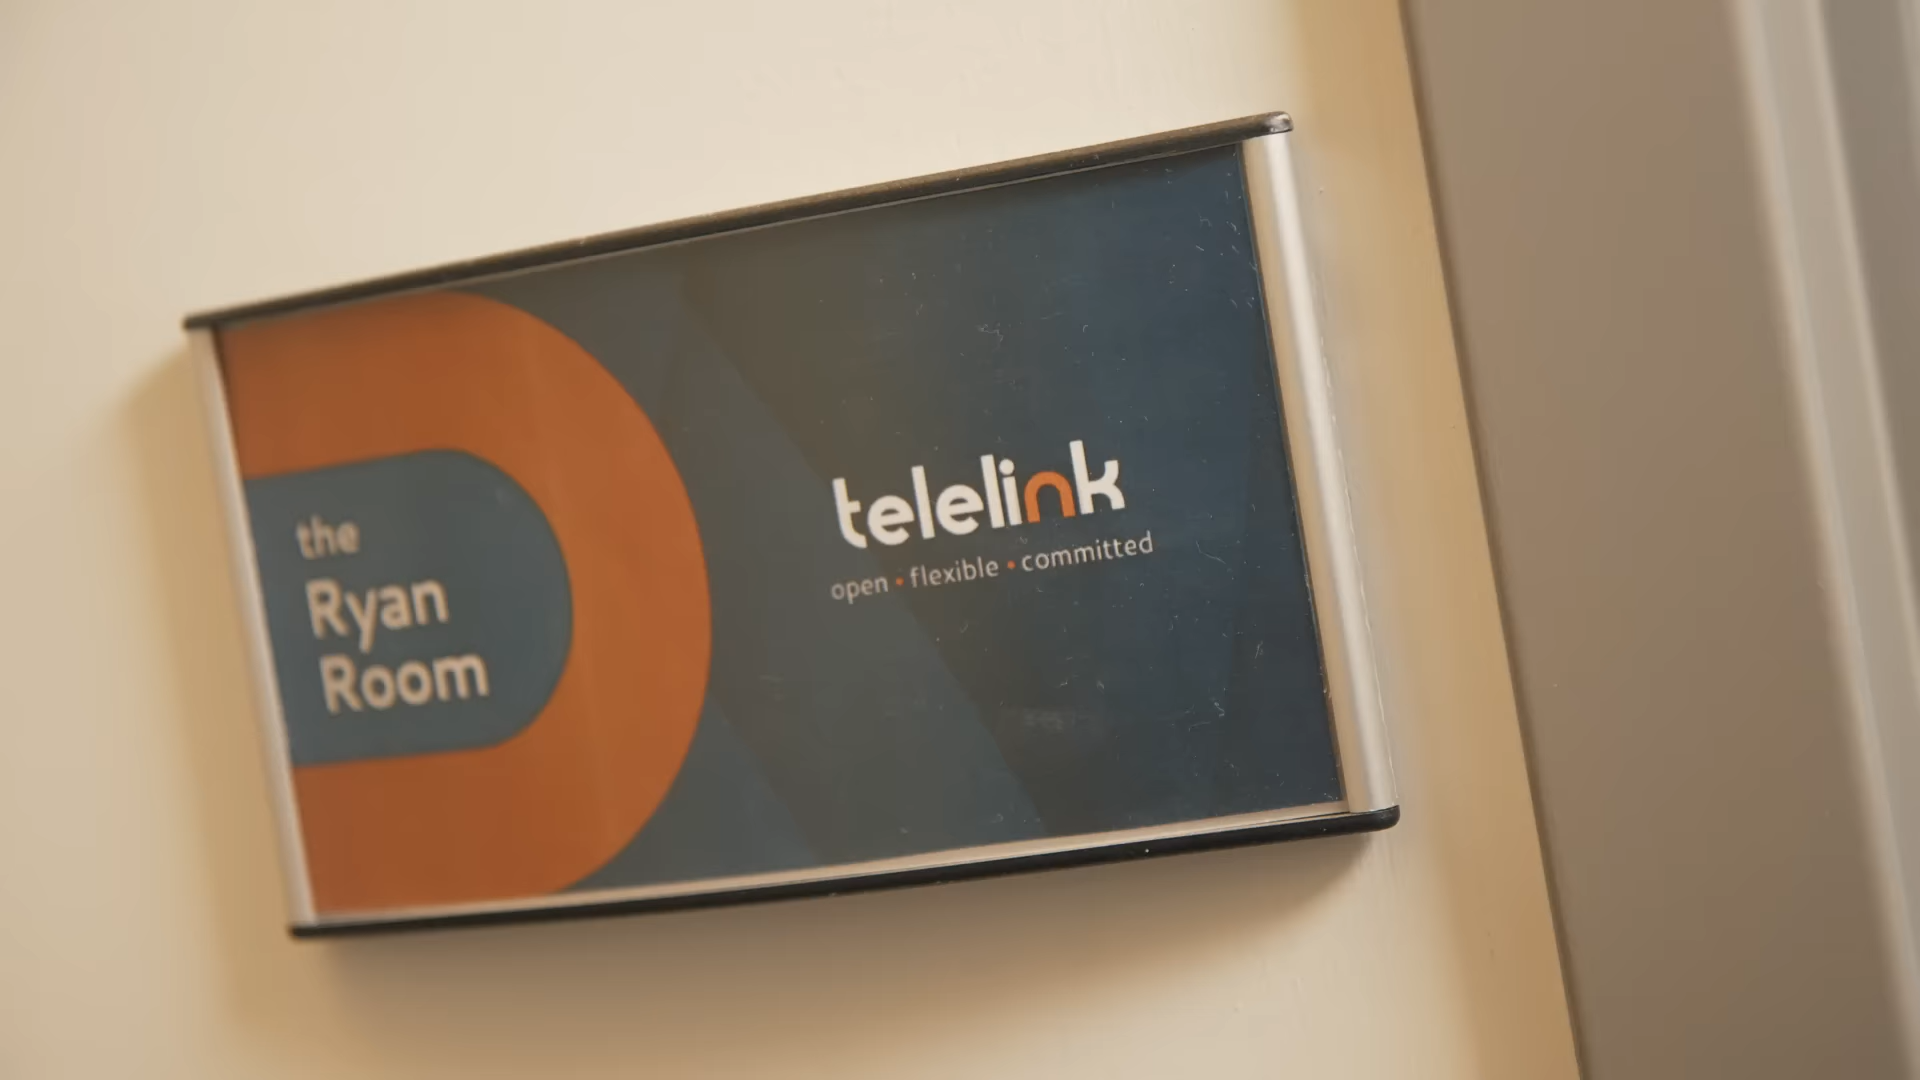 the
Ryan
Room
telelink
open • flexible • committed